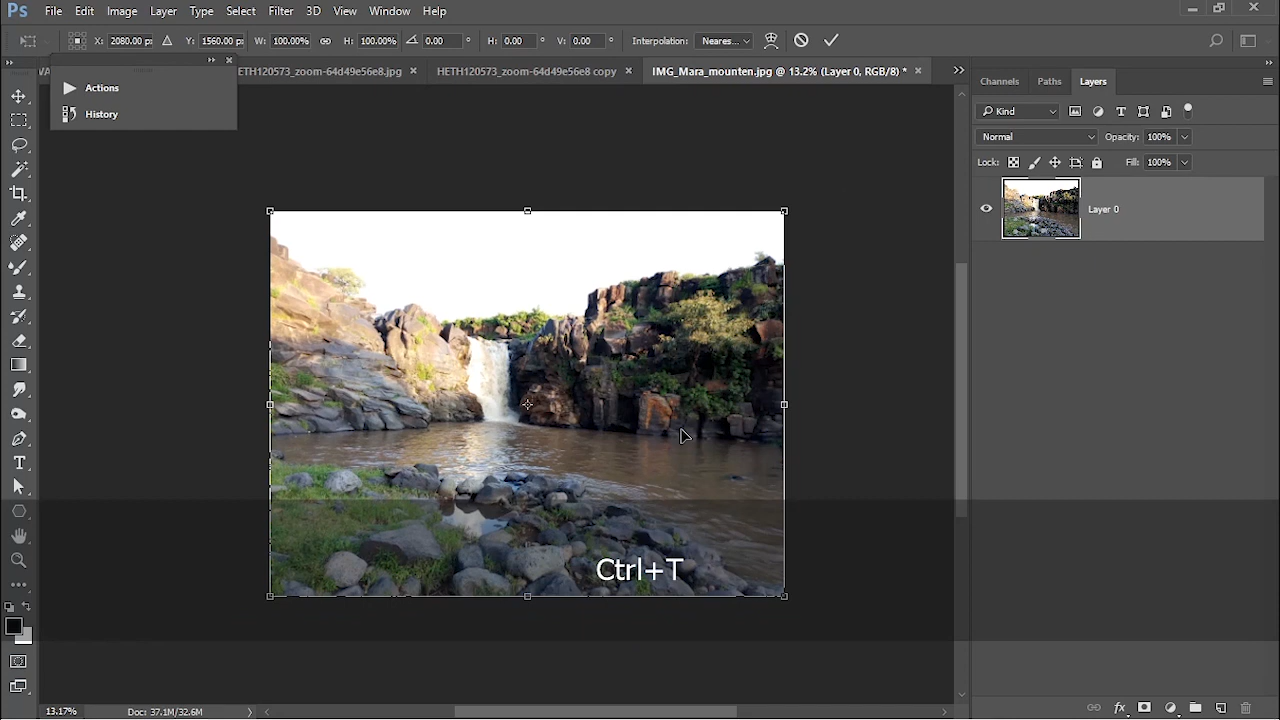 Ps File Edit Image Layer Type Select Filter 3D View Window Help
X: 2080.00 px Y: 1560.00 px W: 100.00% H: 100.00% 0.00 ° H: 0.00 ° V: 0.00 ° Interpolation: Neares...
ETH120573_zoom-64d49e56e8.jpg × HETH120573_zoom-64d49e56e8 copy × IMG_Mara_mounten.jpg @ 13.2% (Layer 0, RGB/8) * ×
Actions
History
Channels Paths Layers
Kind
Normal Opacity: 100%
Lock: Fill: 100%
Layer 0
Ctrl+T
13.17% Doc: 37.1M/32.6M